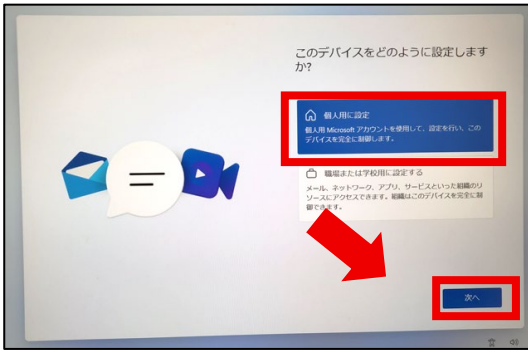 このデバイスをどのように設定します
か?
個人用に設定
個人用 Microsoft アカウントを使用して、設定を行い、この
デバイスを完全に制御します。
職場または学校用に設定する
メール、ネットワーク、アプリ、サービスといった組織のリ
ソースにアクセスできます。組織はこのデバイスを完全に制
御できます。
次へ